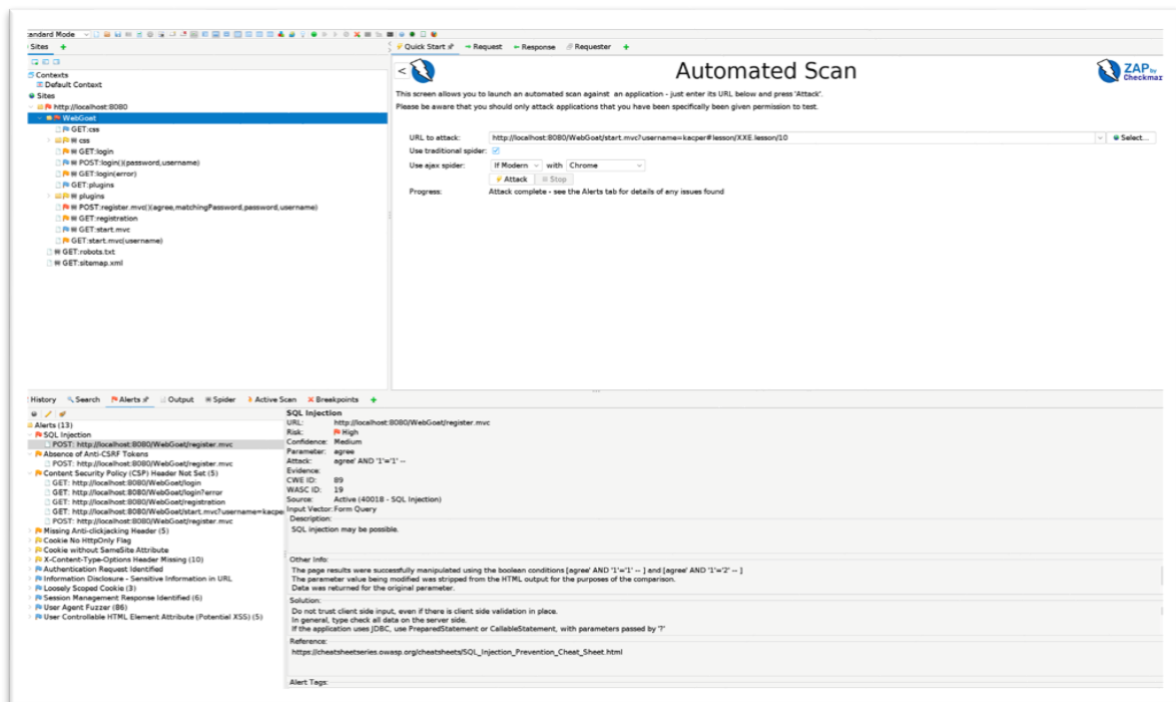 tandard Mode
Sites +
Contexts
Default Context
Sites
http://localhost:8080
WebGoat
GET:css
css
GET:login
POST:login()(password,username)
GET:login(error)
GET:plugins
plugins
POST:register.mvc()(agree,matchingPassword,password,username)
GET:registration
GET:start.mvc
GET:start.mvc(username)
GET:robots.txt
GET:sitemap.xml
Quick Start Request Response Requester +
<
Automated Scan
ZAP by
Checkmar
This screen allows you to launch an automated scan against an application - just enter its URL below and press 'Attack'.
Please be aware that you should only attack applications that you have been specifically been given permission to test.
URL to attack: http://localhost:8080/WebGoat/start.mvc?username=kacper#lesson/XXE.lesson/10 Select...
Use traditional spider:
Use ajax spider: If Modern with Chrome
Attack Stop
Progress: Attack complete - see the Alerts tab for details of any issues found
History Search Alerts Output Spider Active Scan Breakpoints +
Alerts (13)
SQL Injection
POST: http://localhost:8080/WebGoat/register.mvc
Absence of Anti-CSRF Tokens
POST: http://localhost:8080/WebGoat/register.mvc
Content Security Policy (CSP) Header Not Set (5)
GET: http://localhost:8080/WebGoat/login
GET: http://localhost:8080/WebGoat/login?error
GET: http://localhost:8080/WebGoat/registration
GET: http://localhost:8080/WebGoat/start.mvc?username=kacper
POST: http://localhost:8080/WebGoat/register.mvc
Missing Anti-clickjacking Header (5)
Cookie No HttpOnly Flag
Cookie without SameSite Attribute
X-Content-Type-Options Header Missing (10)
Authentication Request Identified
Information Disclosure - Sensitive Information in URL
Loosely Scoped Cookie (3)
Session Management Response Identified (6)
User Agent Fuzzer (86)
User Controllable HTML Element Attribute (Potential XSS) (5)
SQL Injection
URL: http://localhost:8080/WebGoat/register.mvc
Risk: High
Confidence: Medium
Parameter: agree
Attack: agree' AND '1'='1' --
Evidence:
CWE ID: 89
WASC ID: 19
Source: Active (40018 - SQL Injection)
Input Vector: Form Query
Description:
SQL injection may be possible.
Other Info:
The page results were successfully manipulated using the boolean conditions [agree' AND '1'='1' -- ] and [agree' AND '1'='2' -- ]
The parameter value being modified was stripped from the HTML output for the purposes of the comparison.
Data was returned for the original parameter.
Solution:
Do not trust client side input, even if there is client side validation in place.
In general, type check all data on the server side.
If the application uses JDBC, use PreparedStatement or CallableStatement, with parameters passed by '?'
Reference:
https://cheatsheetseries.owasp.org/cheatsheets/SQL_Injection_Prevention_Cheat_Sheet.html
Alert Tags: